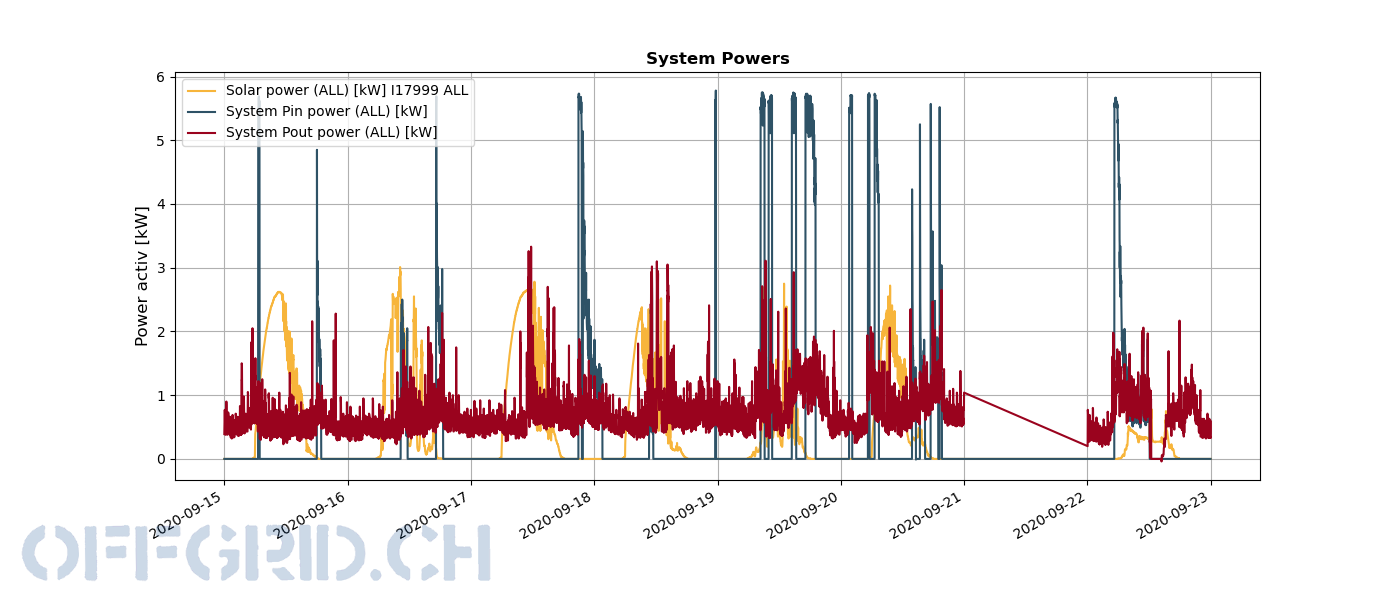 System Powers
Solar power (ALL) [kW] I17999 ALL
System Pin power (ALL) [kW]
System Pout power (ALL) [kW]
Power activ [kW]
6
5
4
3
2
1
0
2020-09-15
2020-09-16
2020-09-17
2020-09-18
2020-09-19
2020-09-20
2020-09-21
2020-09-22
2020-09-23
OFFGRID.CH